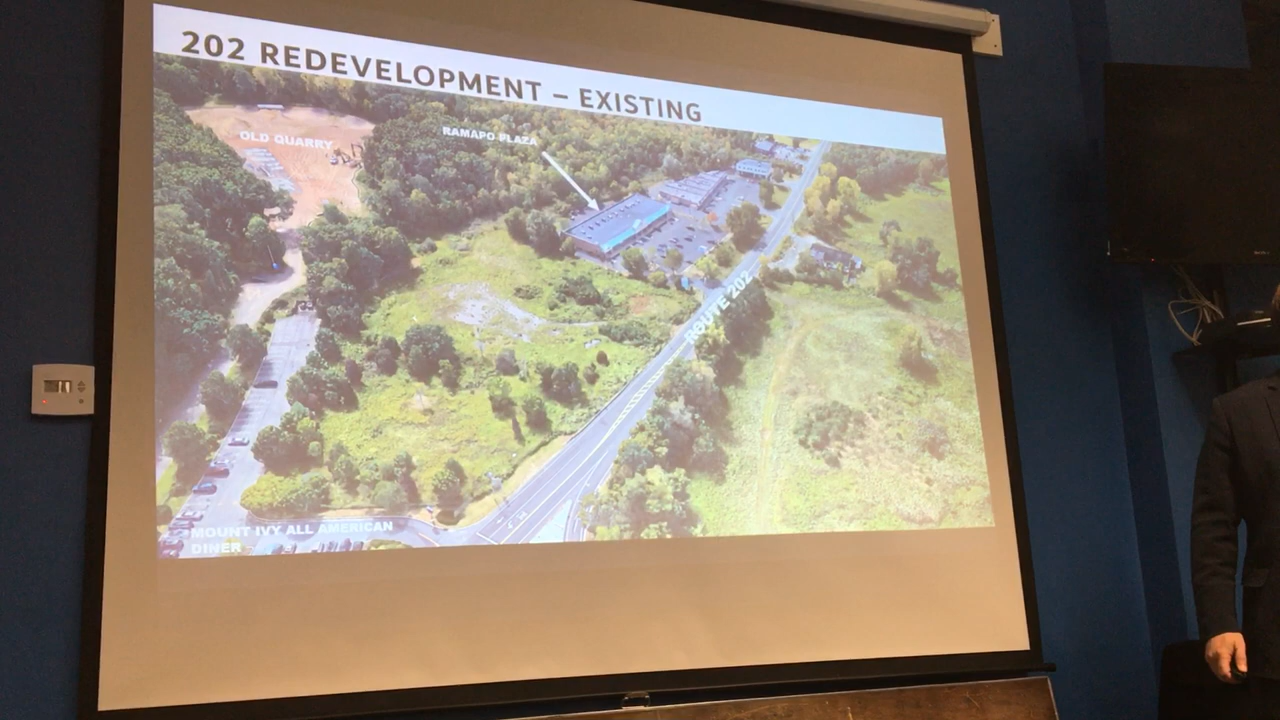 202 REDEVELOPMENT – EXISTING
OLD QUARRY
RAMAPO PLAZA
ROUTE 202
MOUNT IVY ALL AMERICAN
DINER